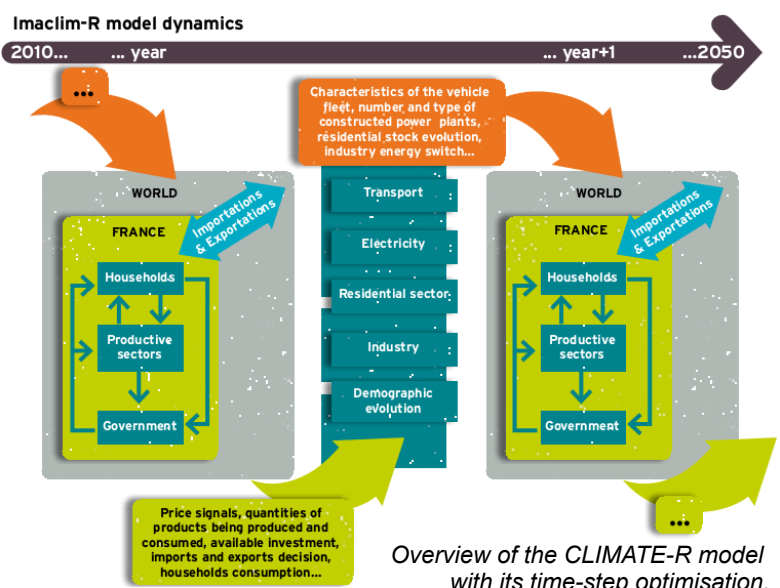 Imaclim-R model dynamics
2010... ... year ... year+1 ...2050
...
Characteristics of the vehicle
fleet, number and type of
constructed power plants,
residential stock evolution,
industry energy switch...
WORLD
FRANCE
Importations
& Exportations
Households
Productive
sectors
Government
Transport
Electricity
Residential sector
Industry
Demographic
evolution
WORLD
FRANCE
Importations
& Exportations
Households
Productive
sectors
Government
Price signals, quantities of
products being produced and
consumed, available investment,
imports and exports decision,
households consumption...
...
Overview of the CLIMATE-R model
with its time-step optimisation.